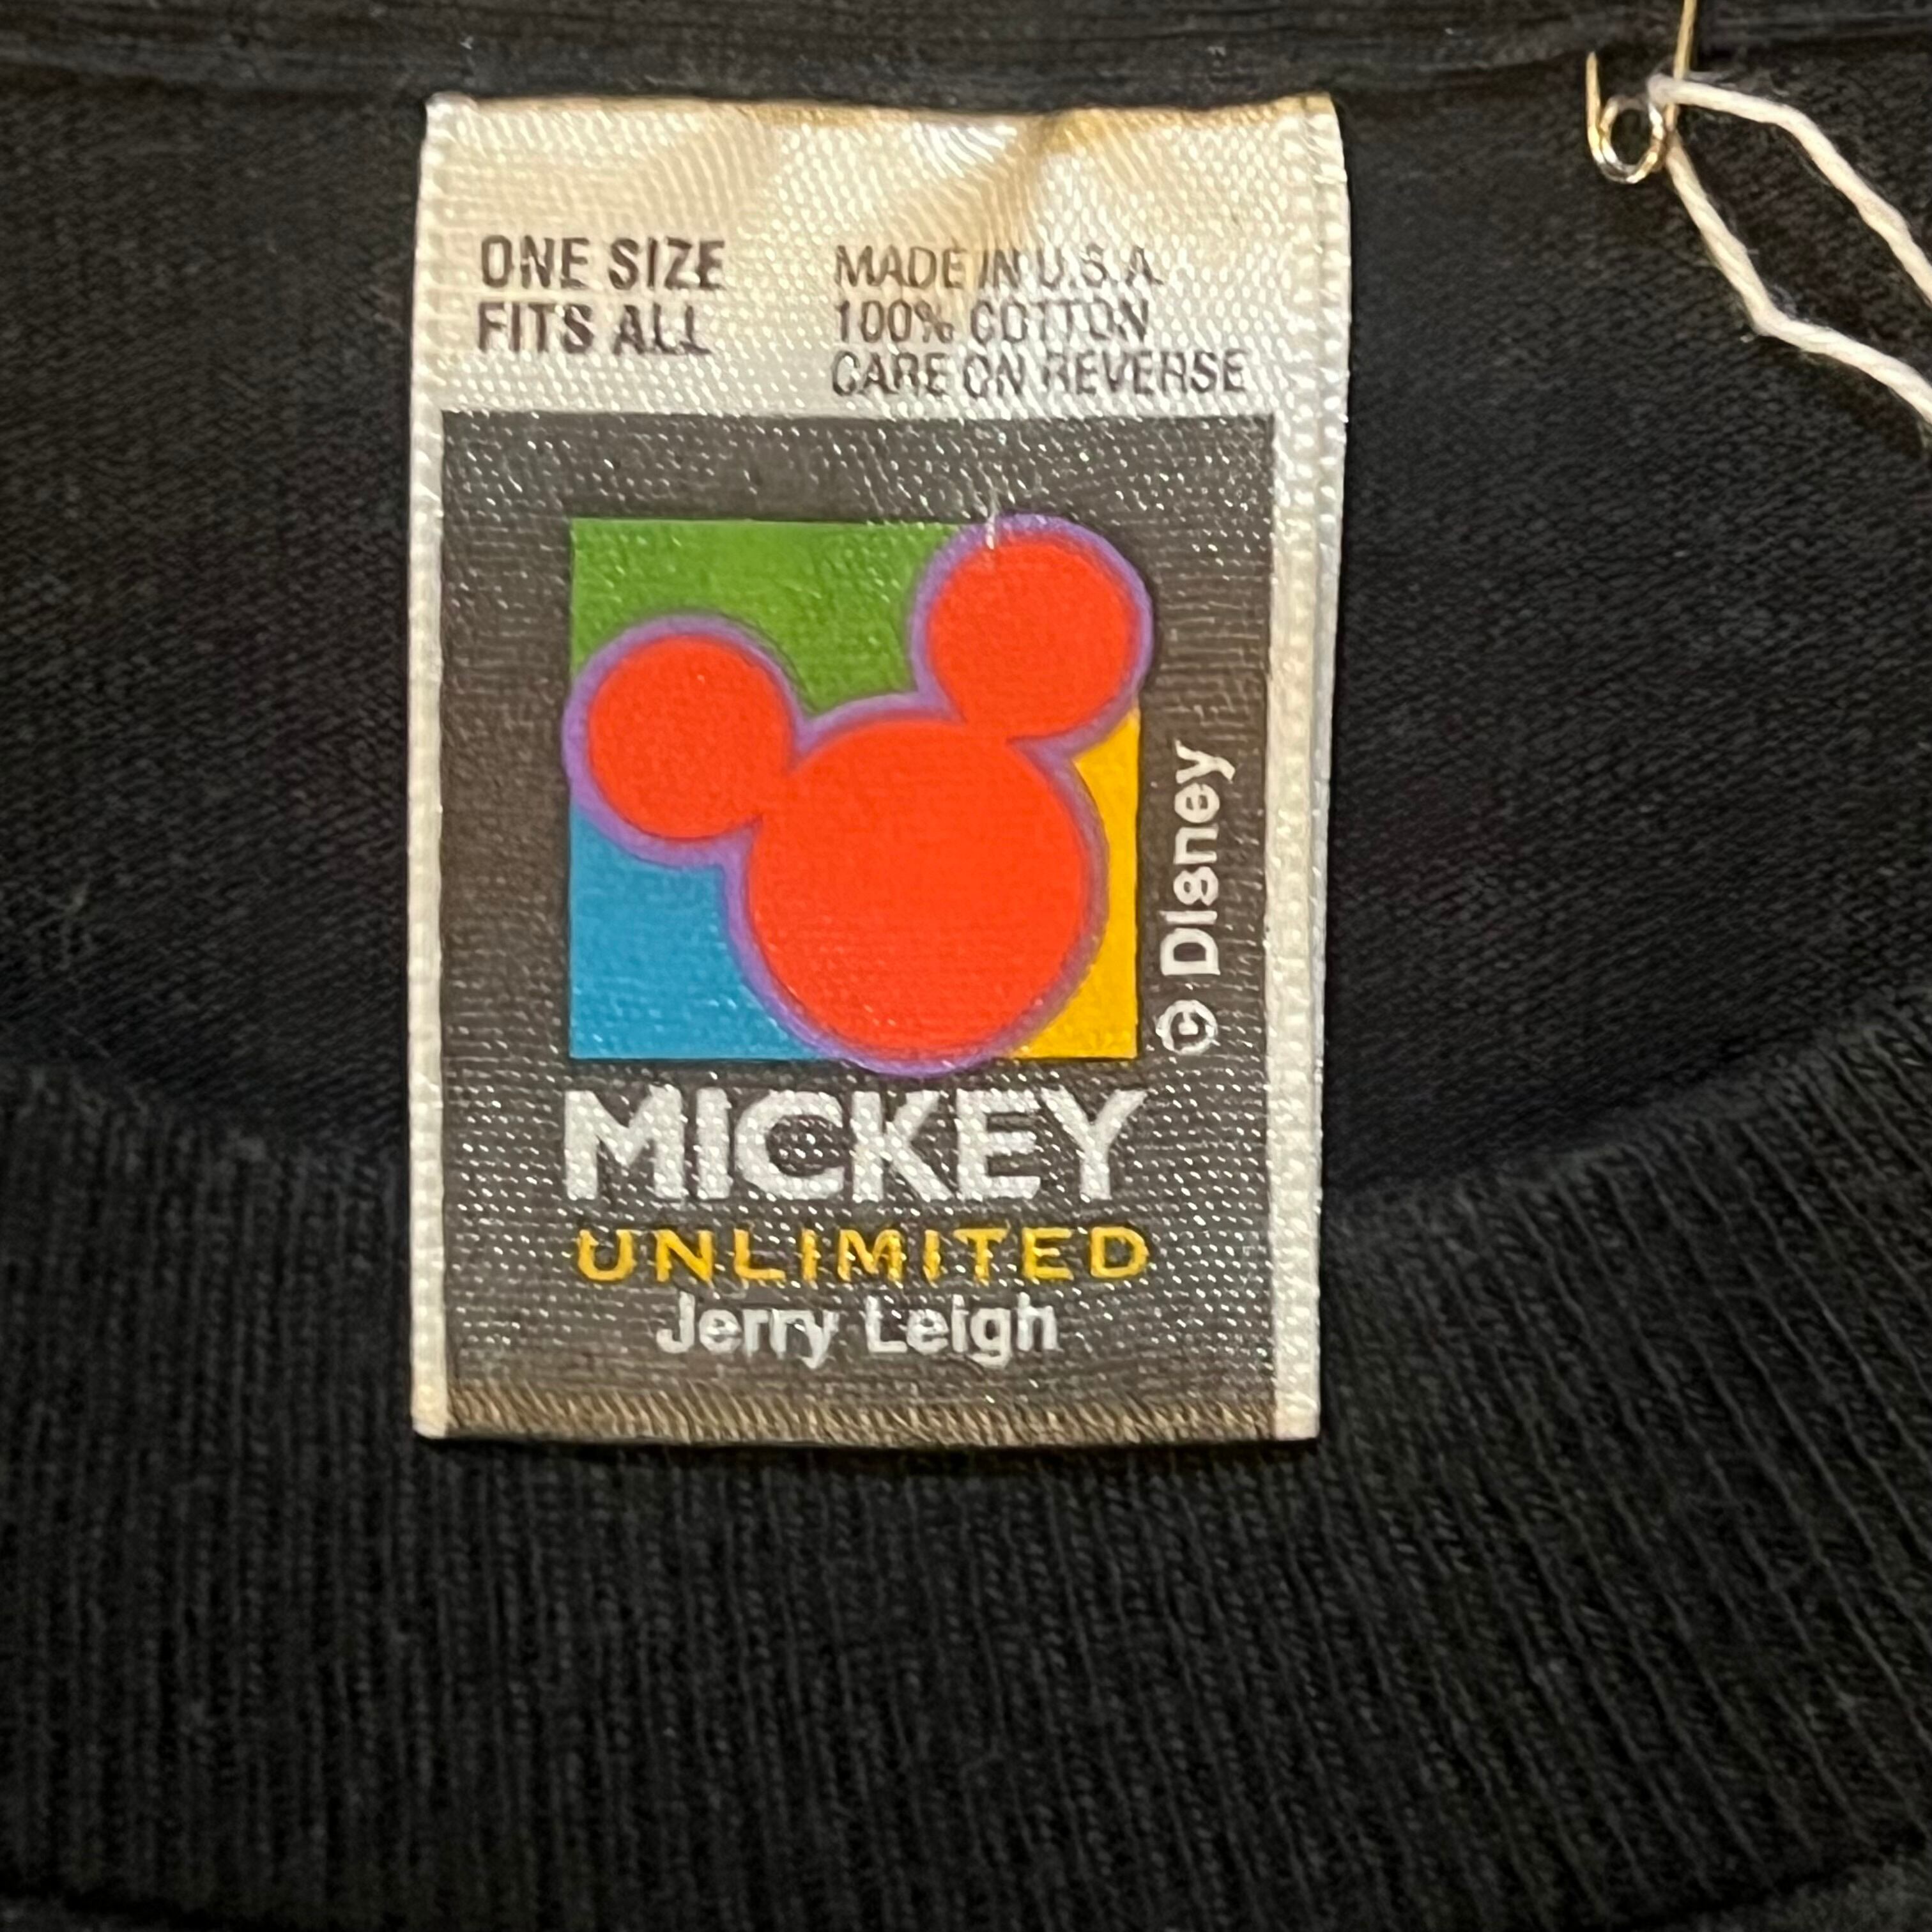 ONE SIZE
FITS ALL
MADE IN U.S.A.
100% COTTON
CARE ON REVERSE
© Disney
MICKEY
UNLIMITED
Jerry Leigh